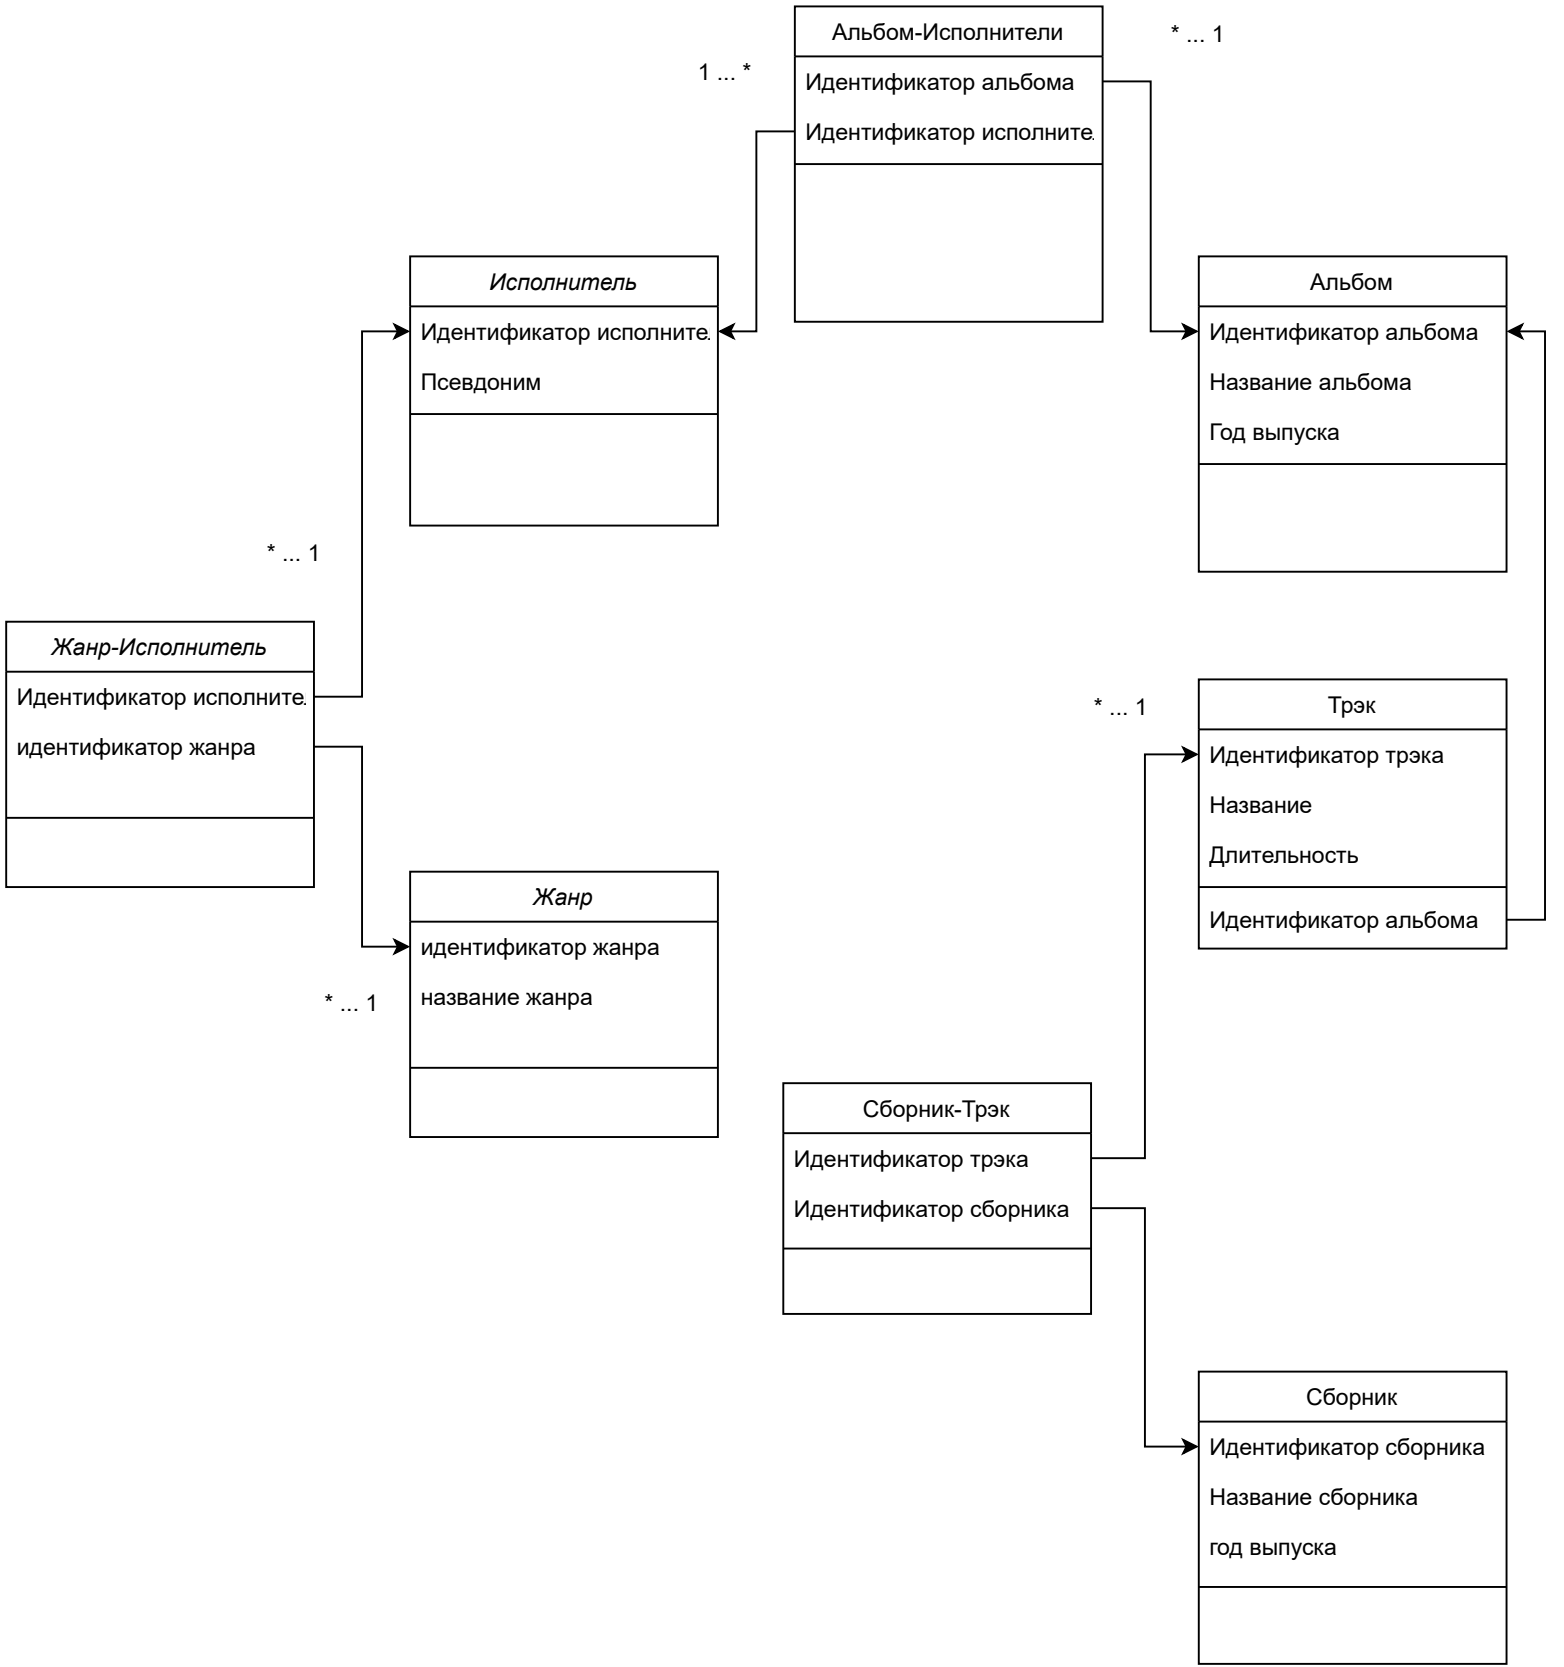 Альбом-Исполнители
Идентификатор альбома
Идентификатор исполните
* ... 1
1 ... *
Исполнитель
Идентификатор исполните
Псевдоним
Альбом
Идентификатор альбома
Название альбома
Год выпуска
* ... 1
Жанр-Исполнитель
Идентификатор исполните
идентификатор жанра
* ... 1
Трэк
Идентификатор трэка
Название
Длительность
Идентификатор альбома
Жанр
идентификатор жанра
название жанра
* ... 1
Сборник-Трэк
Идентификатор трэка
Идентификатор сборника
Сборник
Идентификатор сборника
Название сборника
год выпуска